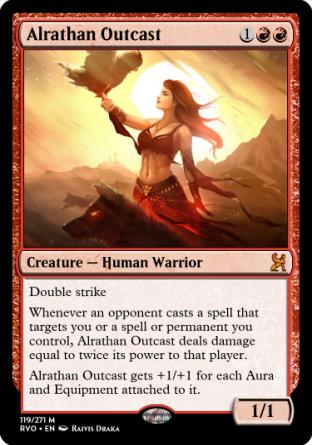 Alrathan Outcast 1
Creature — Human Warrior
Double strike
Whenever an opponent casts a spell that
targets you or a spell or permanent you
control, Alrathan Outcast deals damage
equal to twice its power to that player.
Alrathan Outcast gets +1/+1 for each Aura
and Equipment attached to it.
1/1
119/271 M
RVO • EN Raivis Draka